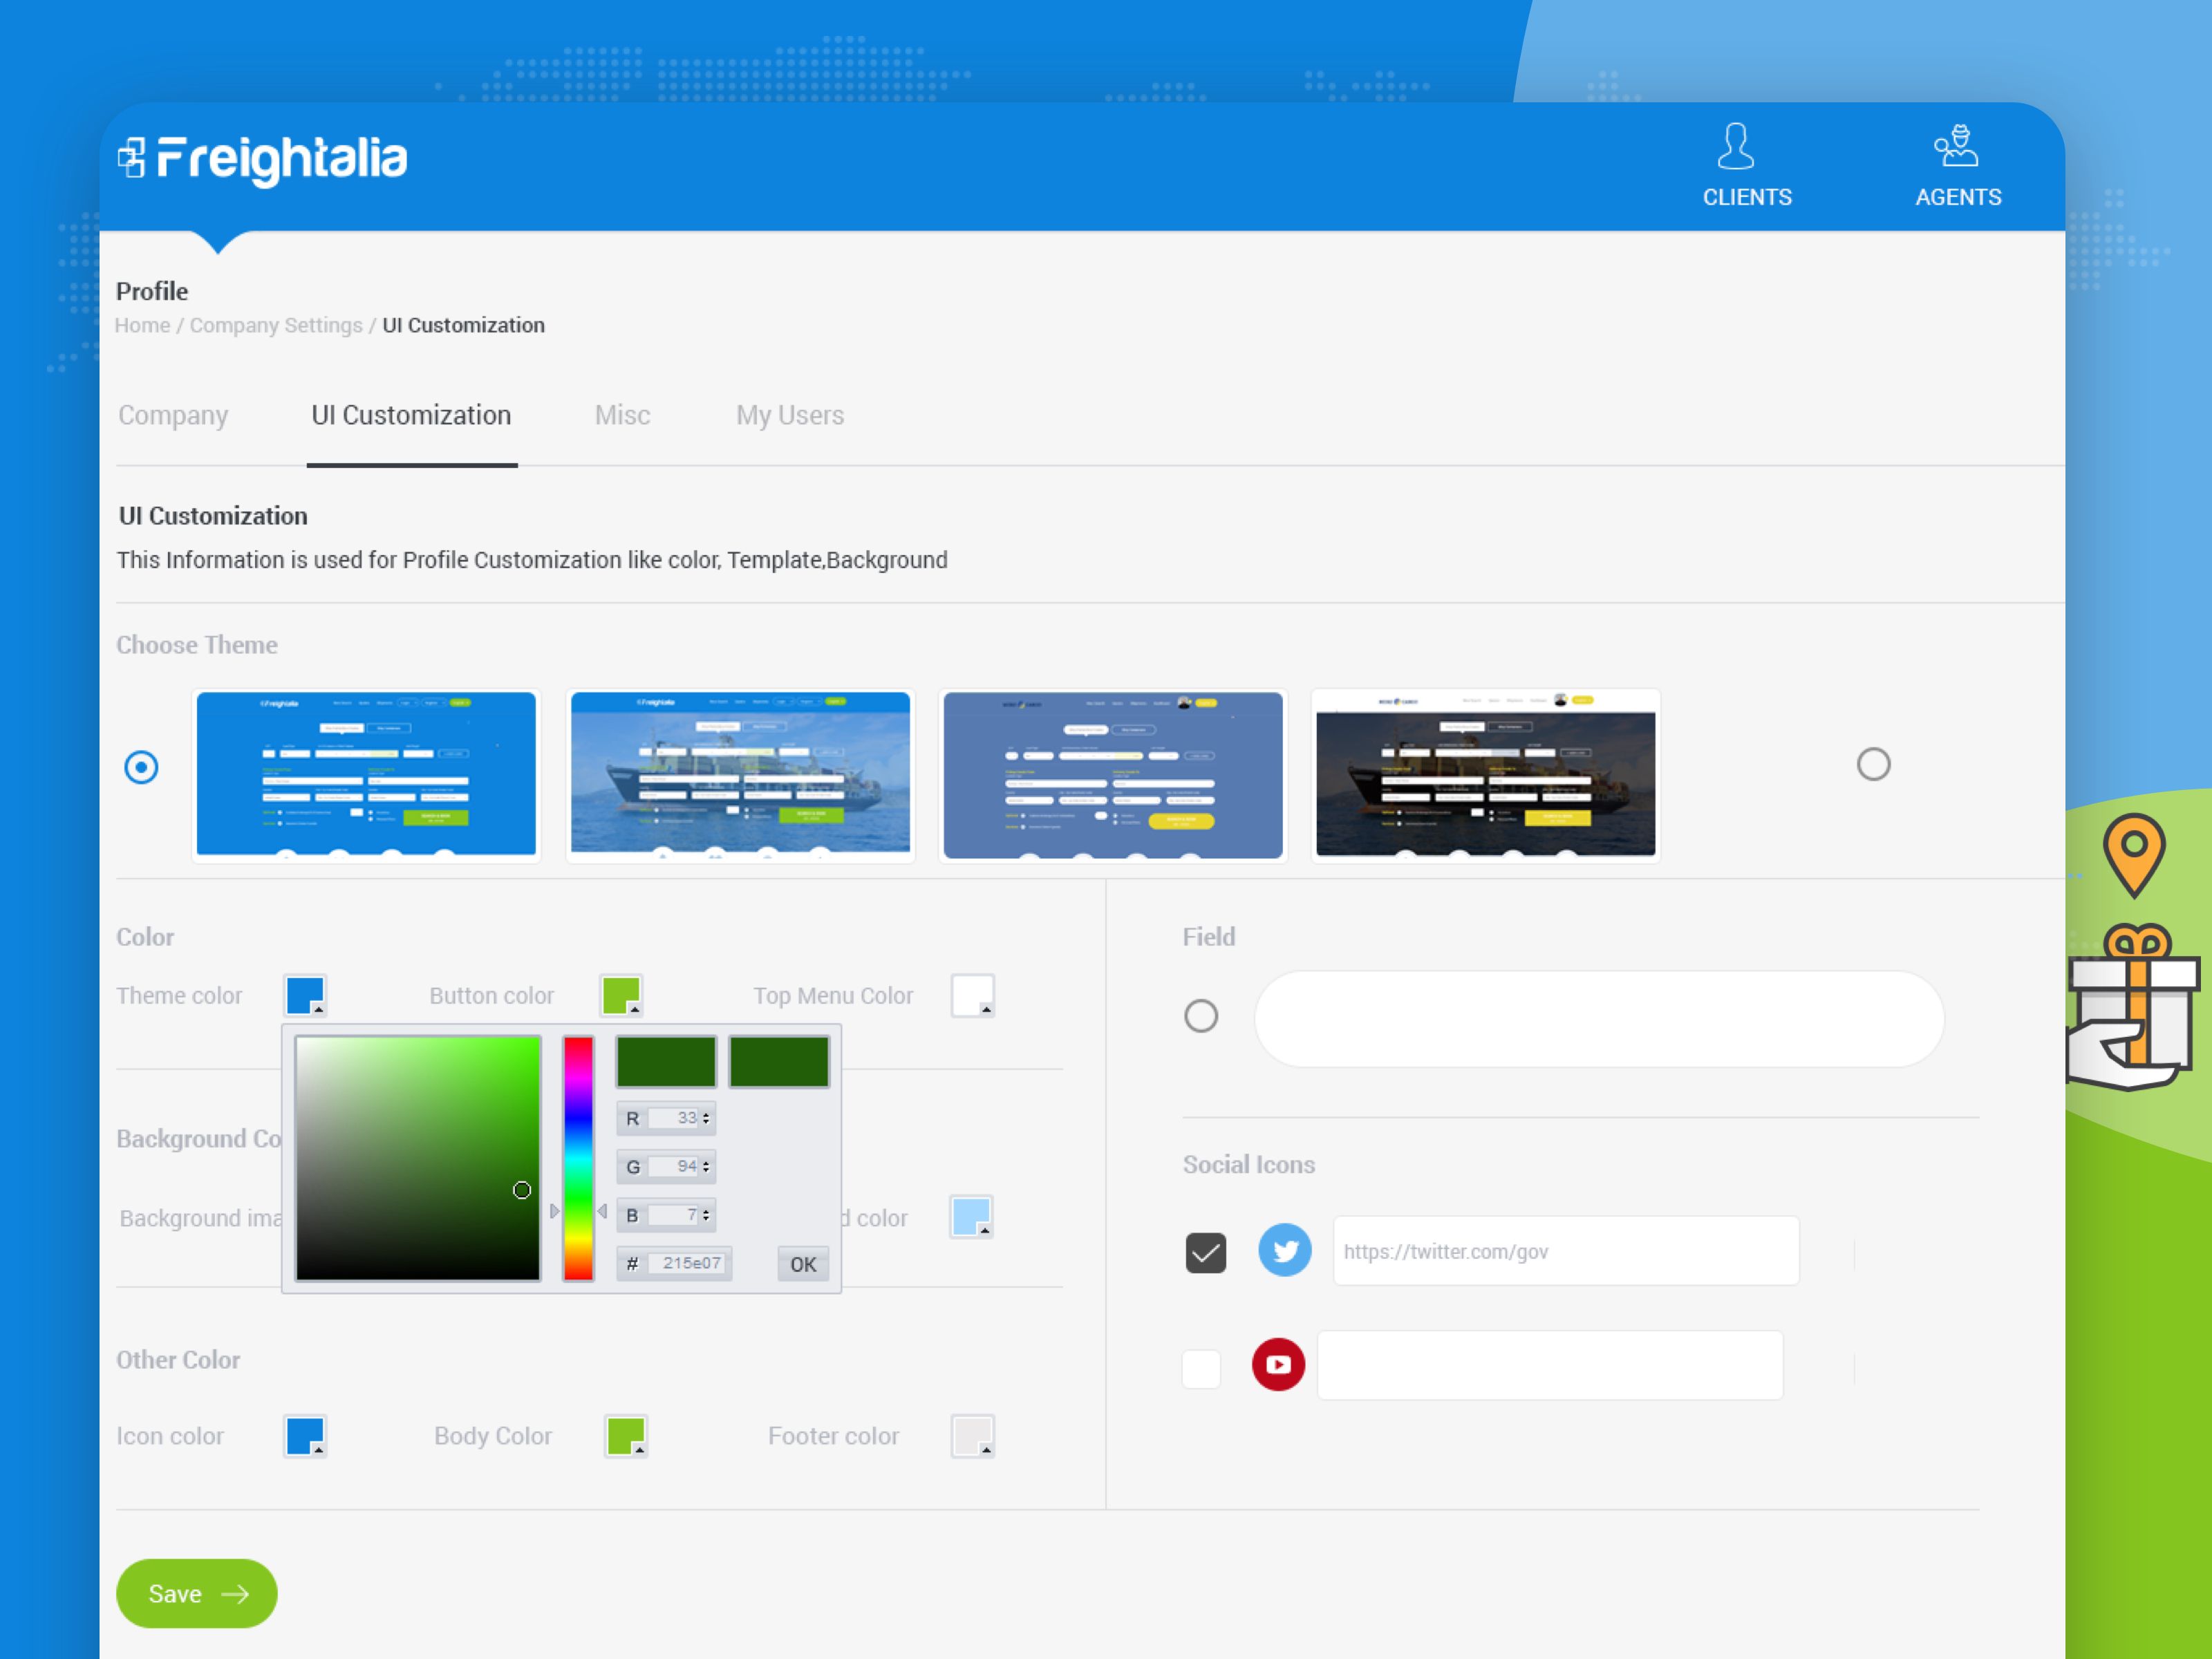 Freightalia
CLIENTS
AGENTS
Profile
Home / Company Settings / UI Customization
Company
UI Customization
Misc
My Users
UI Customization
This Information is used for Profile Customization like color, Template,Background
Choose Theme
Freightalia
Freightalia
Color
Field
Theme color
Button color
Top Menu Color
R 33
G 94
B 7
# 215e07
OK
Background Co
Background ima
d color
Social Icons
https://twitter.com/gov
Other Color
Icon color
Body Color
Footer color
Save